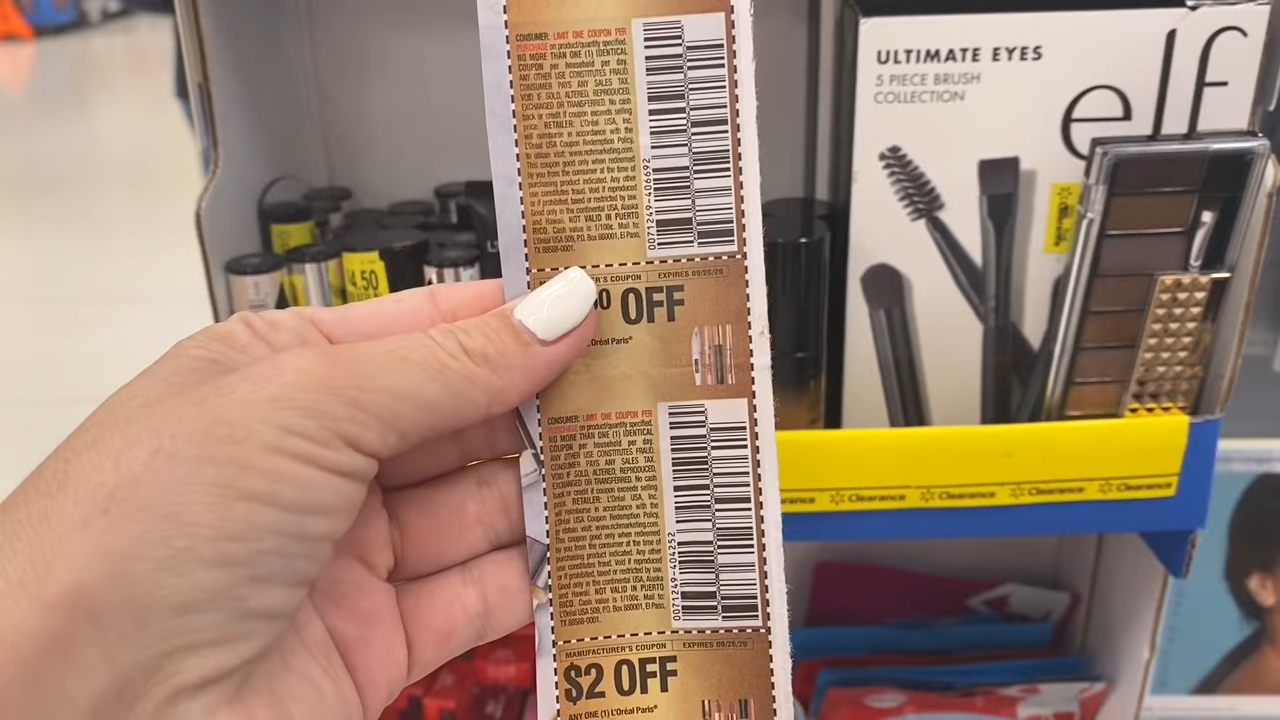 CONSUMER: LIMIT ONE COUPON PER
PURCHASE on product/quantity specified.
NO MORE THAN ONE (1) IDENTICAL
COUPON per household per day.
ANY OTHER USE CONSTITUTES FRAUD.
CONSUMER PAYS ANY SALES TAX.
VOID IF SOLD, ALTERED, REPRODUCED,
EXCHANGED OR TRANSFERRED. No cash
back or credit if coupon exceeds selling
price. RETAILER: L'Oréal USA, Inc.
will reimburse in accordance with the
L'Oréal USA Coupon Redemption Policy,
to obtain visit: www.nchmarketing.com.
This coupon good only when redeemed
by you from the consumer at the time of
purchasing product indicated. Any other
use constitutes fraud. Void if reproduced
or if prohibited, taxed or restricted by law.
Good only in the continental USA, Alaska
and Hawaii. NOT VALID IN PUERTO
RICO. Cash value is 1/100¢. Mail to:
L'Oréal USA 509, P.O. Box 880001, El Paso,
TX 88588-0001.
0071249-406692
ER'S COUPON EXPIRES 09/26/20
OFF
L'Oréal Paris®
CONSUMER: LIMIT ONE COUPON PER
PURCHASE on product/quantity specified.
NO MORE THAN ONE (1) IDENTICAL
COUPON per household per day.
ANY OTHER USE CONSTITUTES FRAUD.
CONSUMER PAYS ANY SALES TAX.
VOID IF SOLD, ALTERED, REPRODUCED,
EXCHANGED OR TRANSFERRED. No cash
back or credit if coupon exceeds selling
price. RETAILER: L'Oréal USA, Inc.
will reimburse in accordance with the
L'Oréal USA Coupon Redemption Policy,
to obtain visit: www.nchmarketing.com.
This coupon good only when redeemed
by you from the consumer at the time of
purchasing product indicated. Any other
use constitutes fraud. Void if reproduced
or if prohibited, taxed or restricted by law.
Good only in the continental USA, Alaska
and Hawaii. NOT VALID IN PUERTO
RICO. Cash value is 1/100¢. Mail to:
L'Oréal USA 509, P.O. Box 880001, El Paso,
TX 88588-0001.
0071249-404252
MANUFACTURER'S COUPON EXPIRES 09/26/20
$2 OFF
ANY ONE (1) L'Oréal Paris®
4.50
ULTIMATE EYES
5 PIECE BRUSH
COLLECTION
elf
Clearance Clearance Clearance Clearance